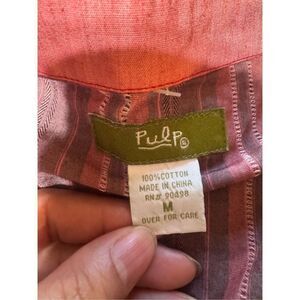 Pulp®
100% COTTON
MADE IN CHINA
RN# 90498
M
OVER FOR CARE